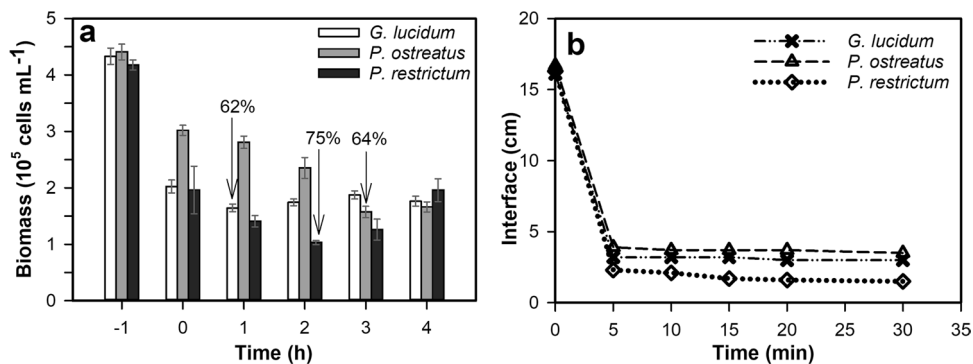 a
G. lucidum
P. ostreatus
P. restrictum
62%
75%
64%
Biomass (10⁵ cells mL⁻¹)
5
4
3
2
1
0
-1 0 1 2 3 4
Time (h)
b
G. lucidum
P. ostreatus
P. restrictum
Interface (cm)
20
15
10
5
0
0 5 10 15 20 25 30 35
Time (min)